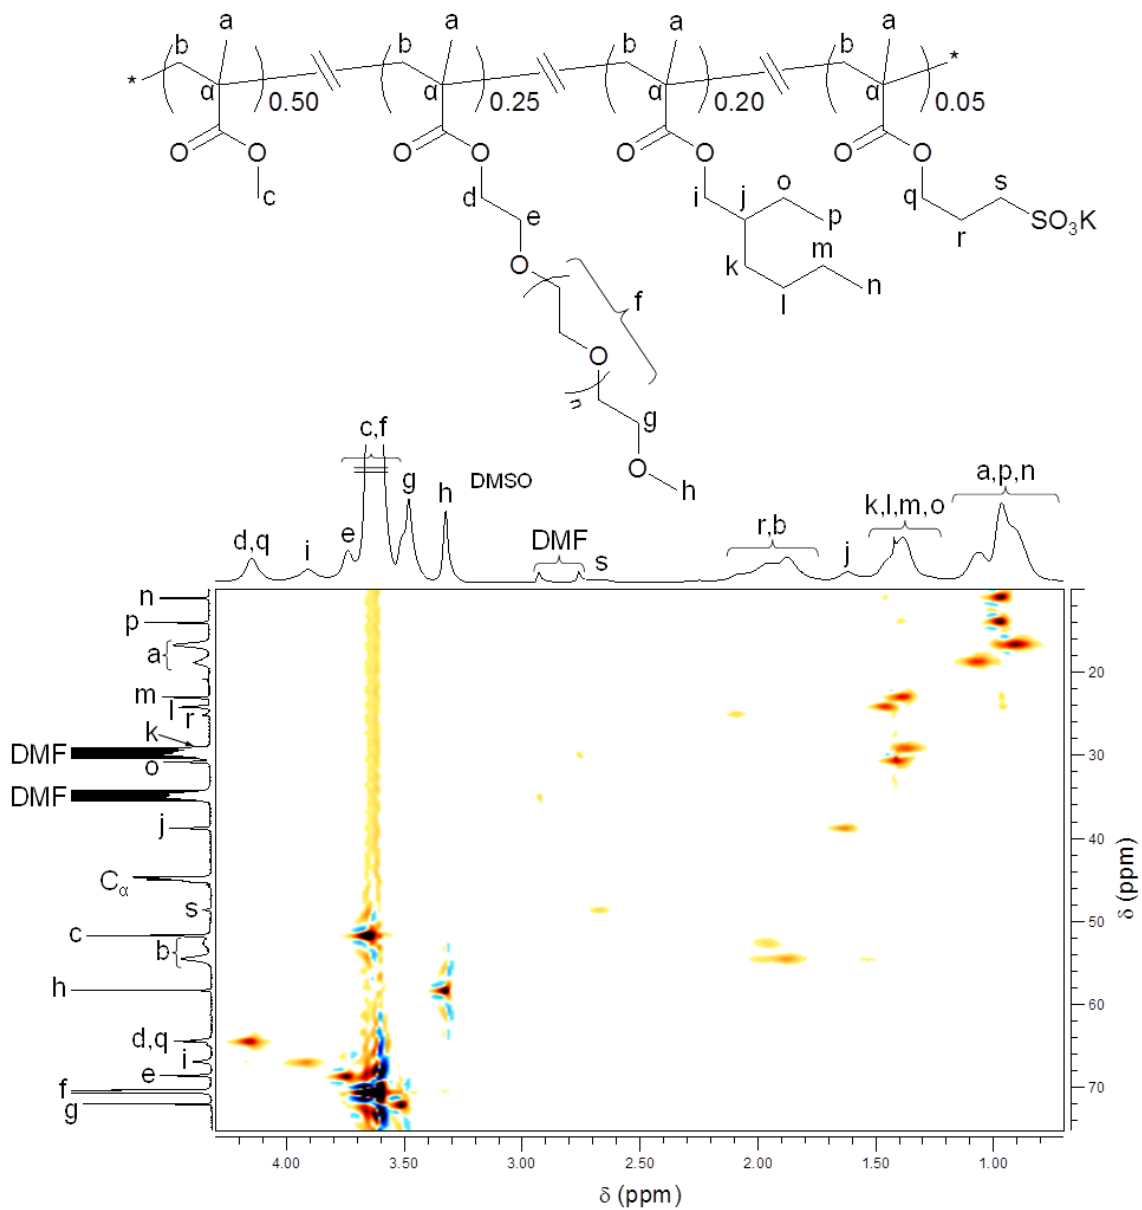 a a a a
b b b b
* α 0.50 α 0.25 α 0.20 α 0.05 *
O O O O O O O O
c d i j o q s
e p r SO3K
O k m
l n
f
O
n
g
O
h
c,f
g
h DMSO
a,p,n
k,l,m,o
d,q i e DMF s r,b j
n
p
a
m
l
r
k
DMF
o
DMF
j
Cα
s
c
b
h
d,q
i
e
f
g
20
30
40
50
60
70
δ (ppm)
4.00 3.50 3.00 2.50 2.00 1.50 1.00
δ (ppm)